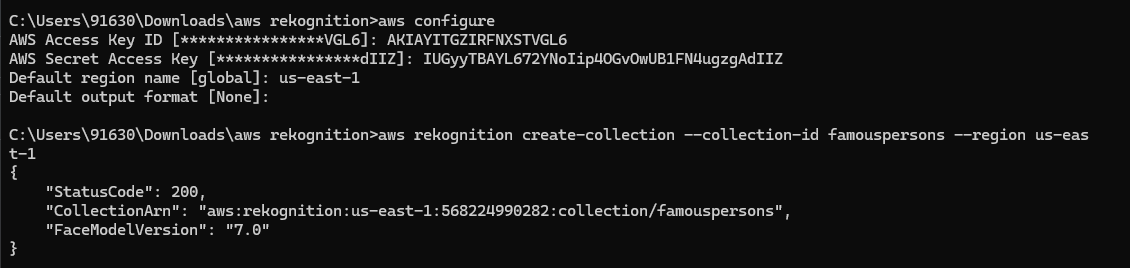 C:\Users\91630\Downloads\aws rekognition>aws configure
AWS Access Key ID [****************VGL6]: AKIAYITGZIRFNXSTVGL6
AWS Secret Access Key [****************dIIZ]: 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
Default region name [global]: us-east-1
Default output format [None]:
C:\Users\91630\Downloads\aws rekognition>aws rekognition create-collection --collection-id famouspersons --region us-eas
t-1
{
    "StatusCode": 200,
    "CollectionArn": "aws:rekognition:us-east-1:568224990282:collection/famouspersons",
    "FaceModelVersion": "7.0"
}